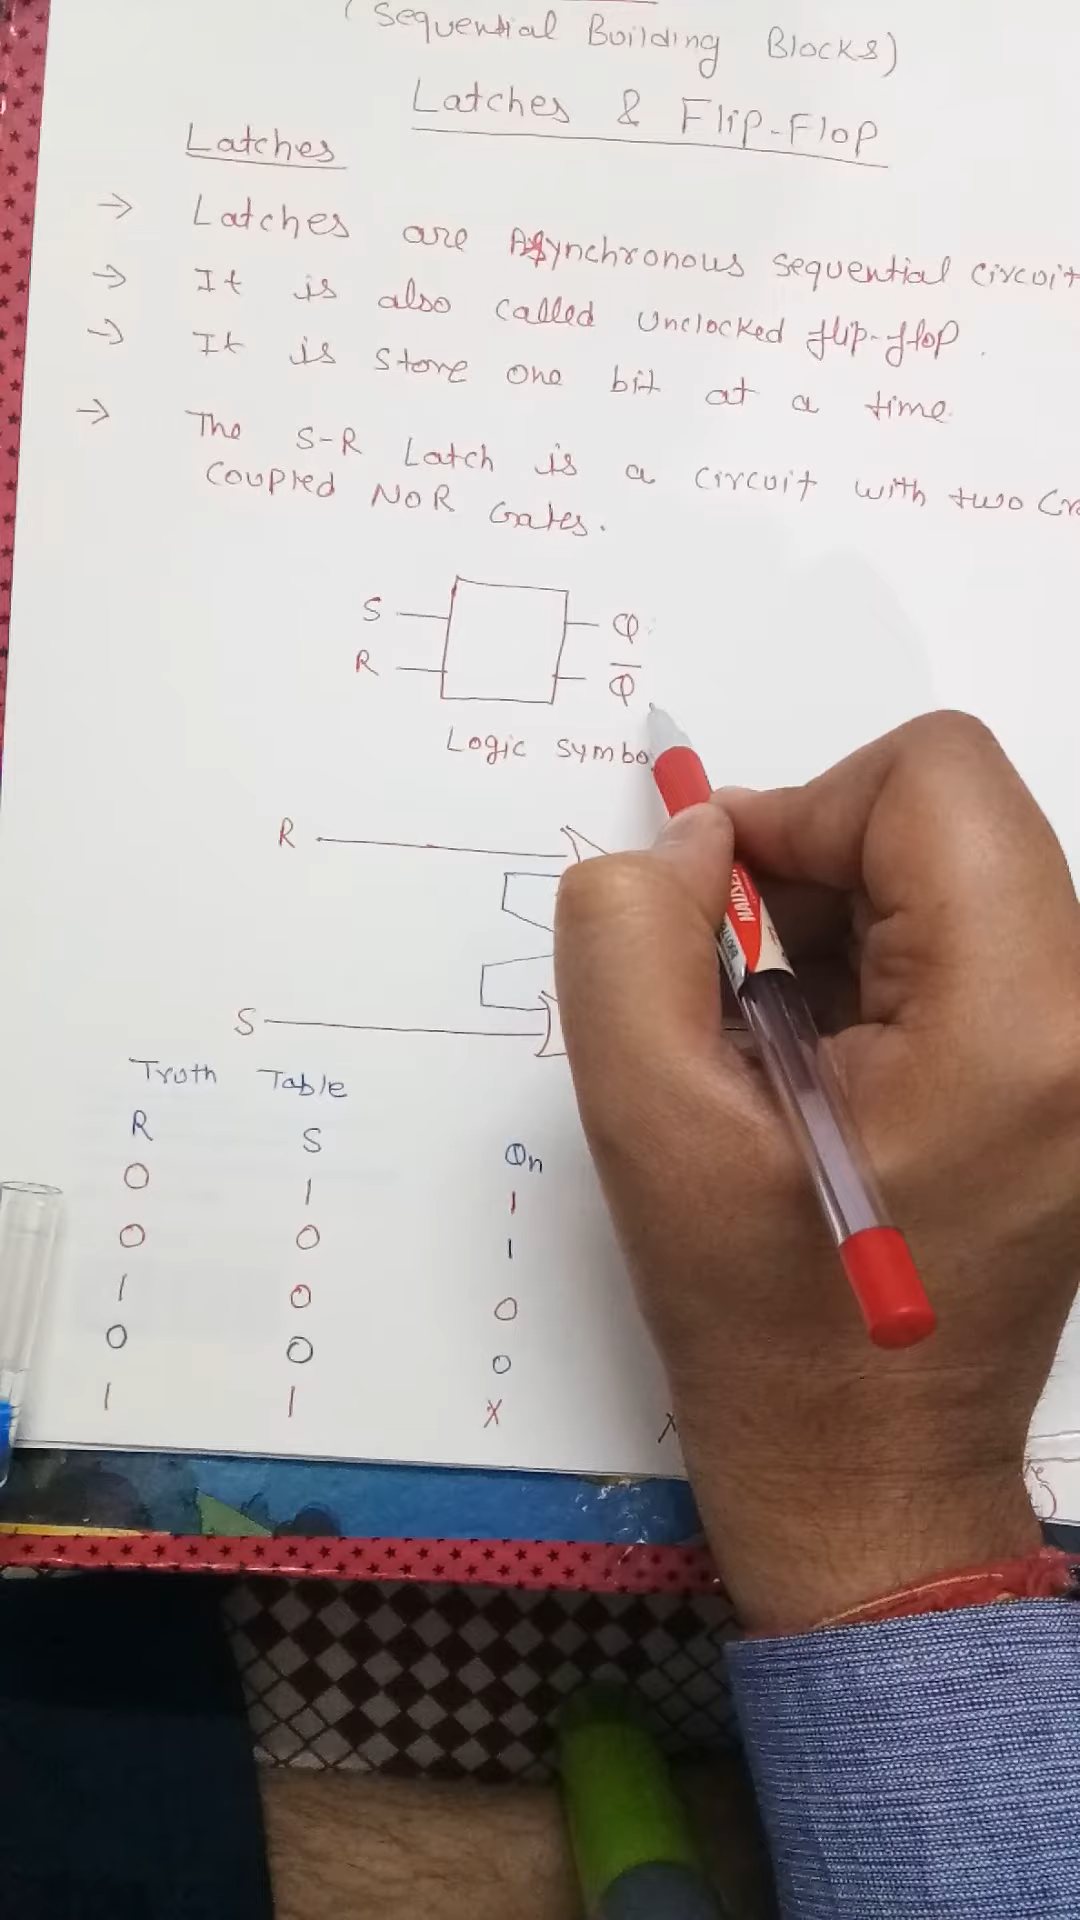 (Sequential Building Blocks)
Latches & Flip-Flop
Latches
→ Latches are Asynchronous sequential circuit
→ It is also called Unclocked flip-flop.
→ It is store one bit at a time.
→ The S-R Latch is a circuit with two
coupled NOR Gates.
S Q
R Q̅
Logic symbo
R
S
Truth Table
R S Qn
0 1 1
0 0 1
1 0 0
0 0 0
1 1 X X